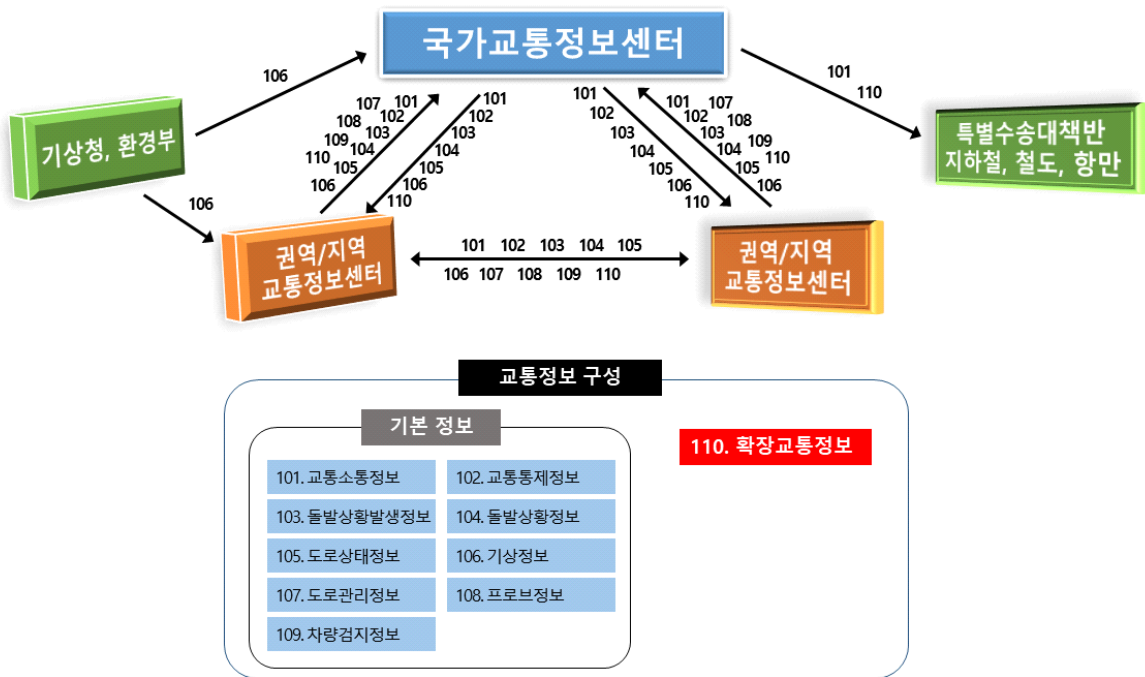 국가교통정보센터
106
101
110
기상청, 환경부
특별수송대책반
지하철, 철도, 항만
107 101
108 102
109 103
110 104
105
106
101
102
103
104
105
106
110
101
102
103
104
105
106
110
101 107
102 108
103 109
104 110
105
106
106
권역/지역
교통정보센터
101 102 103 104 105
106 107 108 109 110
권역/지역
교통정보센터
교통정보 구성
기본 정보
110. 확장교통정보
101. 교통소통정보
102. 교통통제정보
103. 돌발상황발생정보
104. 돌발상황정보
105. 도로상태정보
106. 기상정보
107. 도로관리정보
108. 프로브정보
109. 차량검지정보